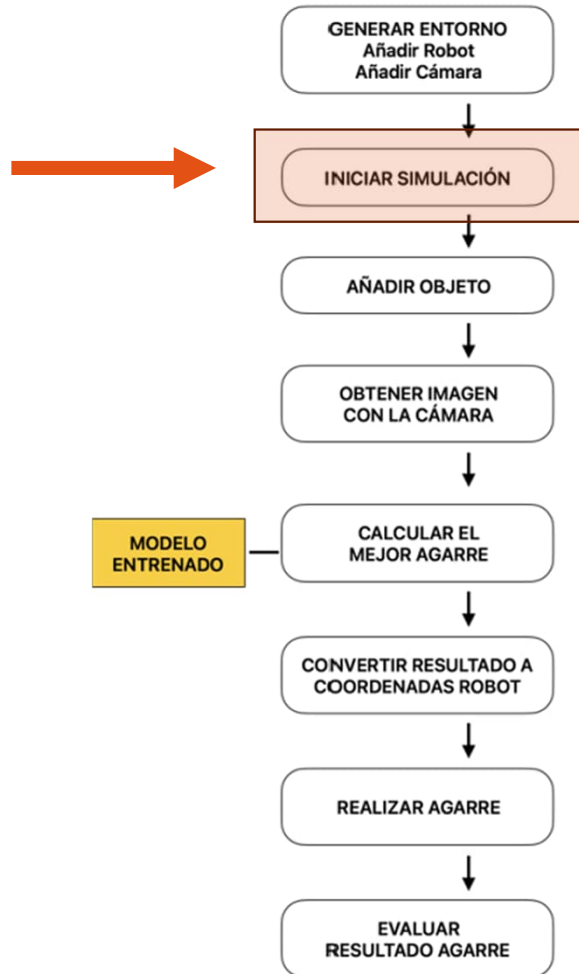 GENERAR ENTORNO
Añadir Robot
Añadir Cámara
INICIAR SIMULACIÓN
AÑADIR OBJETO
OBTENER IMAGEN
CON LA CÁMARA
MODELO
ENTRENADO
CALCULAR EL
MEJOR AGARRE
CONVERTIR RESULTADO A
COORDENADAS ROBOT
REALIZAR AGARRE
EVALUAR
RESULTADO AGARRE